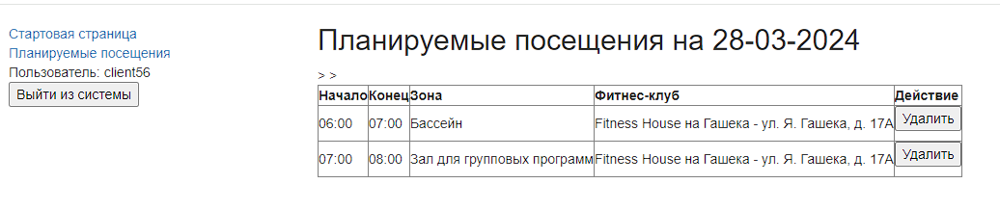 Стартовая страница
Планируемые посещения
Пользователь: client56
Выйти из системы
Планируемые посещения на 28-03-2024
> >
Начало Конец Зона Фитнес-клуб Действие
06:00 07:00 Бассейн Fitness House на Гашека - ул. Я. Гашека, д. 17А Удалить
07:00 08:00 Зал для групповых программ Fitness House на Гашека - ул. Я. Гашека, д. 17А Удалить